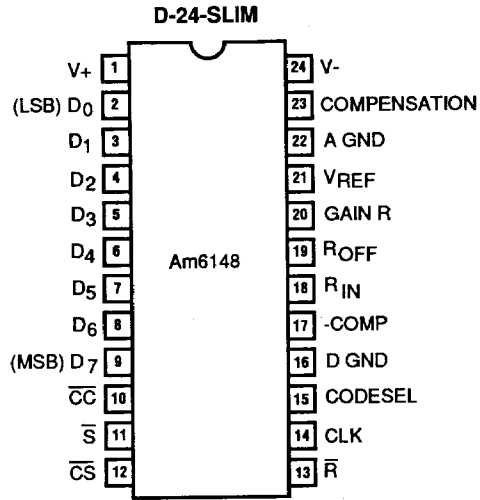 D-24-SLIM
V+ 1 24 V-
(LSB) D0 2 23 COMPENSATION
D1 3 22 A GND
D2 4 21 VREF
D3 5 20 GAIN R
D4 6 19 ROFF
Am6148
D5 7 18 RIN
D6 8 17 -COMP
(MSB) D7 9 16 D GND
C̅C̅ 10 15 CODESEL
S̅ 11 14 CLK
C̅S̅ 12 13 R̅